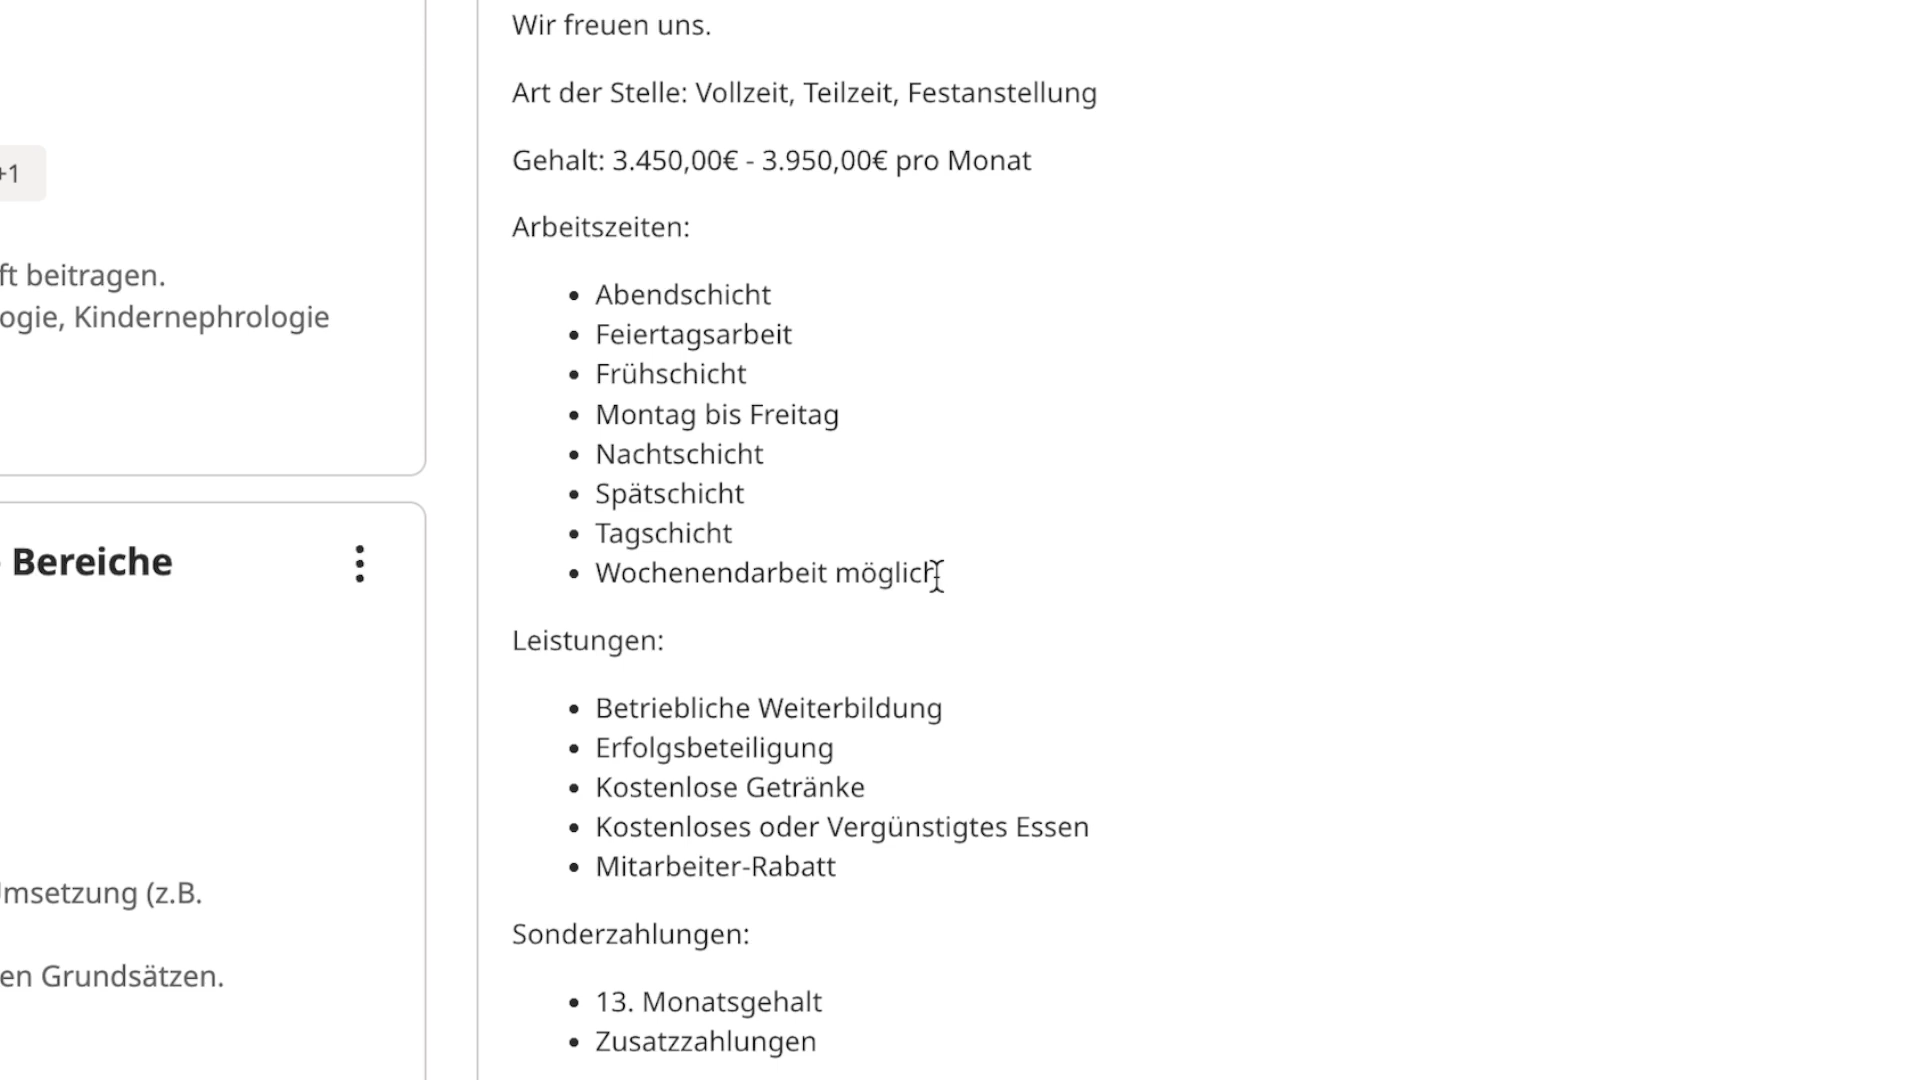 +1
ft beitragen.
ogie, Kindernephrologie
Bereiche
msetzung (z.B.
en Grundsätzen.
Wir freuen uns.
Art der Stelle: Vollzeit, Teilzeit, Festanstellung
Gehalt: 3.450,00€ - 3.950,00€ pro Monat
Arbeitszeiten:
Abendschicht
Feiertagsarbeit
Frühschicht
Montag bis Freitag
Nachtschicht
Spätschicht
Tagschicht
Wochenendarbeit möglich
Leistungen:
Betriebliche Weiterbildung
Erfolgsbeteiligung
Kostenlose Getränke
Kostenloses oder Vergünstigtes Essen
Mitarbeiter-Rabatt
Sonderzahlungen:
13. Monatsgehalt
Zusatzzahlungen